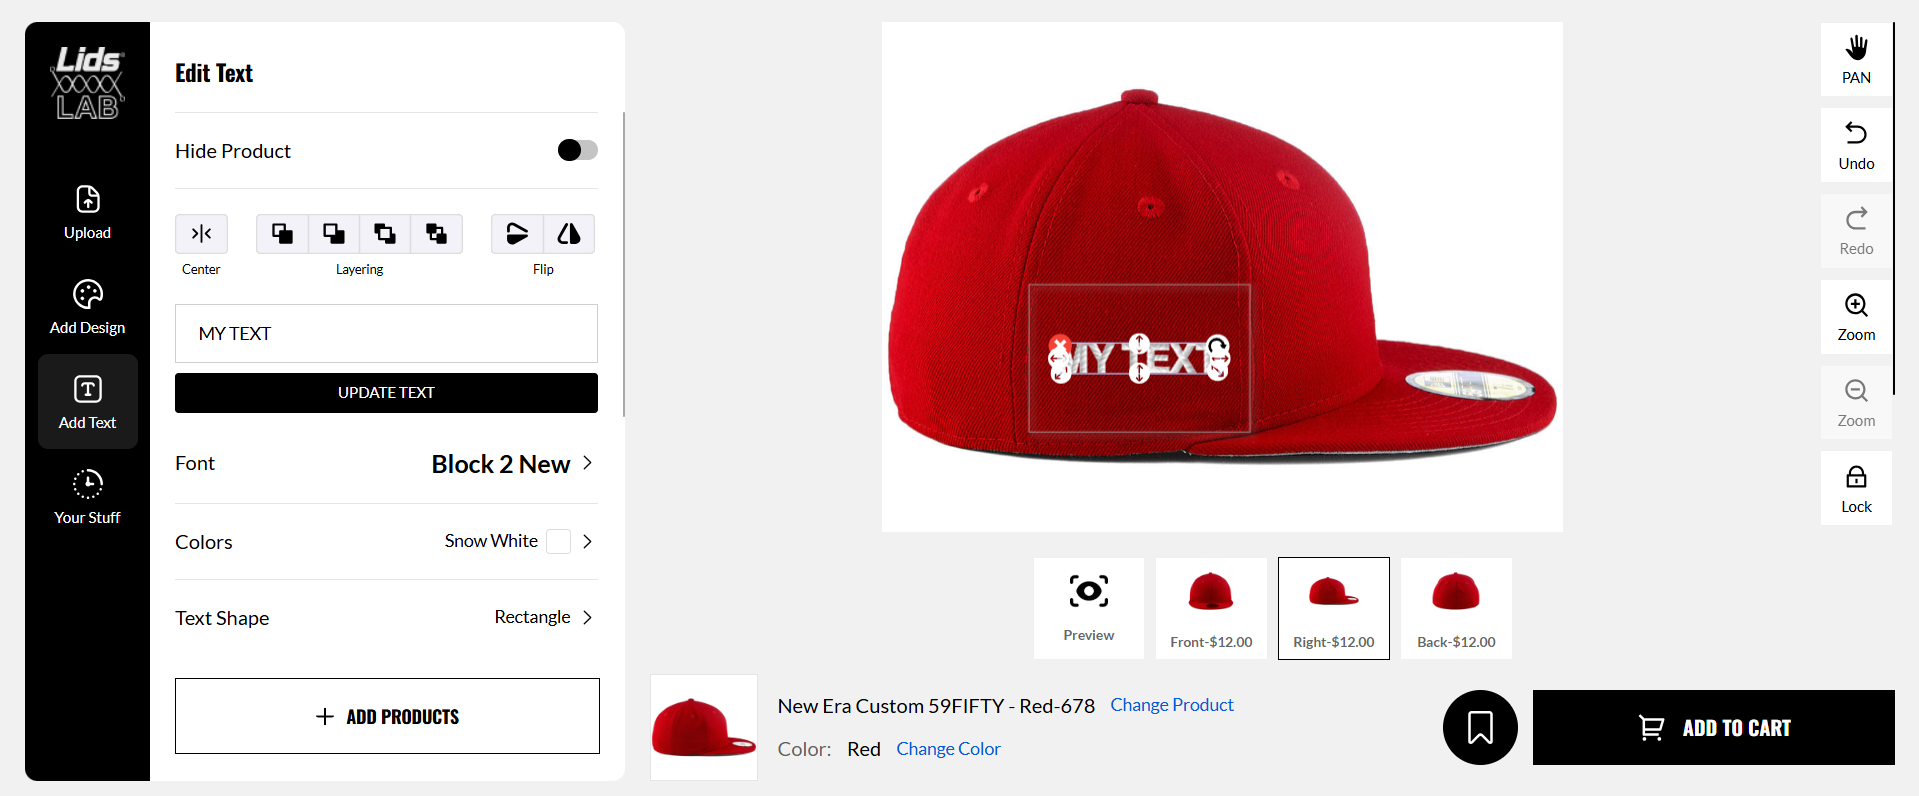 Lids
LAB
Upload
Add Design
Add Text
Your Stuff
Edit Text
Hide Product
Center
Layering
Flip
MY TEXT
UPDATE TEXT
Font
Block 2 New
Colors
Snow White
Text Shape
Rectangle
+ ADD PRODUCTS
MY TEXT
PAN
Undo
Redo
Zoom
Zoom
Lock
Preview
Front-$12.00
Right-$12.00
Back-$12.00
New Era Custom 59FIFTY - Red-678 Change Product
Color: Red Change Color
ADD TO CART